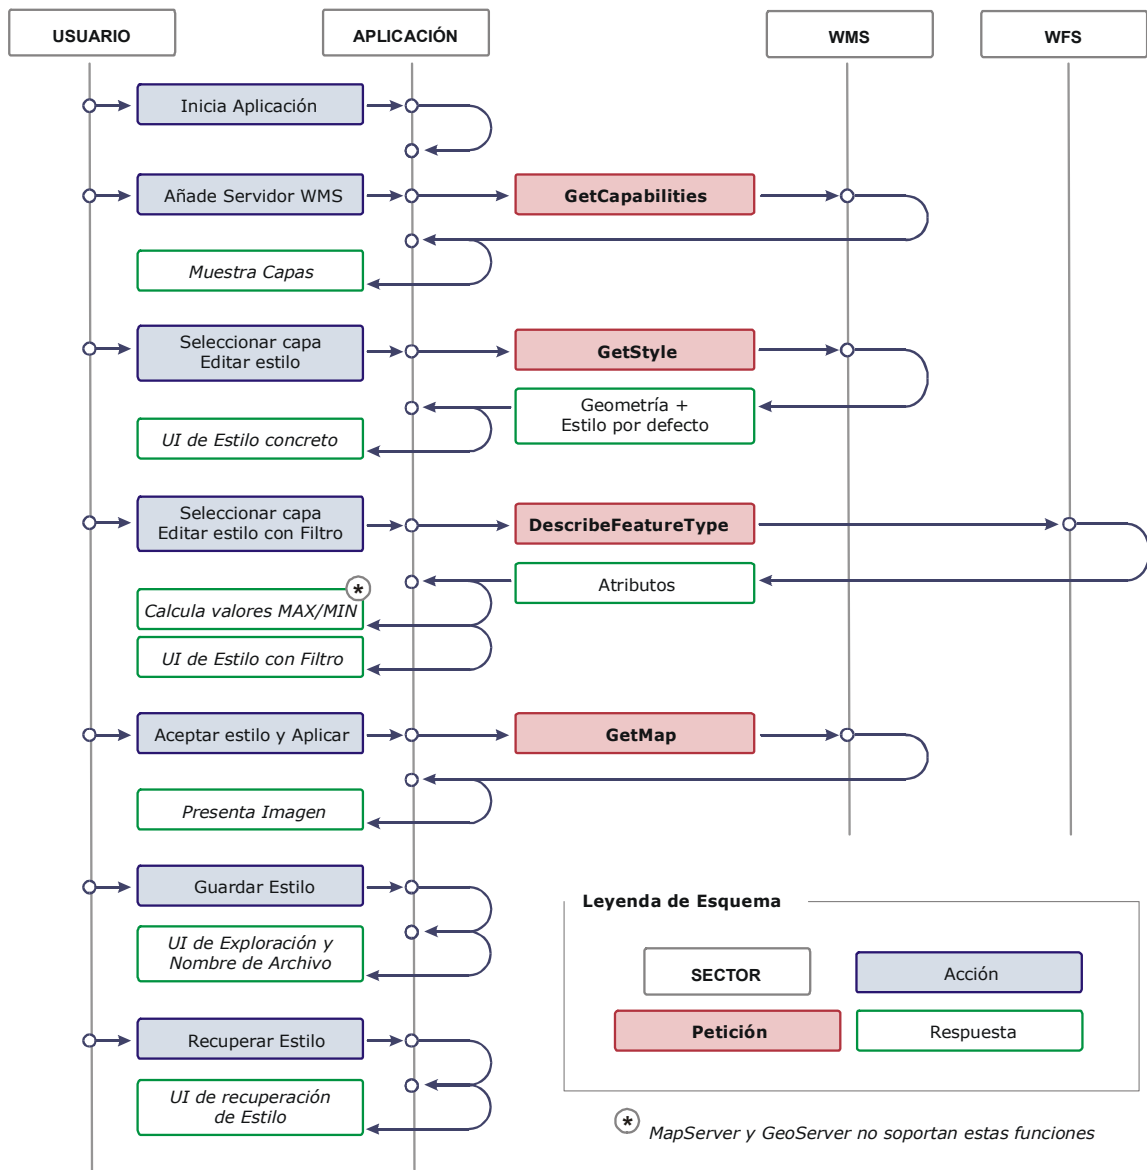 USUARIO
APLICACIÓN
WMS
WFS
Inicia Aplicación
Añade Servidor WMS
GetCapabilities
Muestra Capas
Seleccionar capa
Editar estilo
GetStyle
Geometría +
Estilo por defecto
UI de Estilo concreto
Seleccionar capa
Editar estilo con Filtro
DescribeFeatureType
Atributos
*
Calcula valores MAX/MIN
UI de Estilo con Filtro
Aceptar estilo y Aplicar
GetMap
Presenta Imagen
Guardar Estilo
UI de Exploración y
Nombre de Archivo
Recuperar Estilo
UI de recuperación
de Estilo
Leyenda de Esquema
SECTOR
Acción
Petición
Respuesta
* MapServer y GeoServer no soportan estas funciones